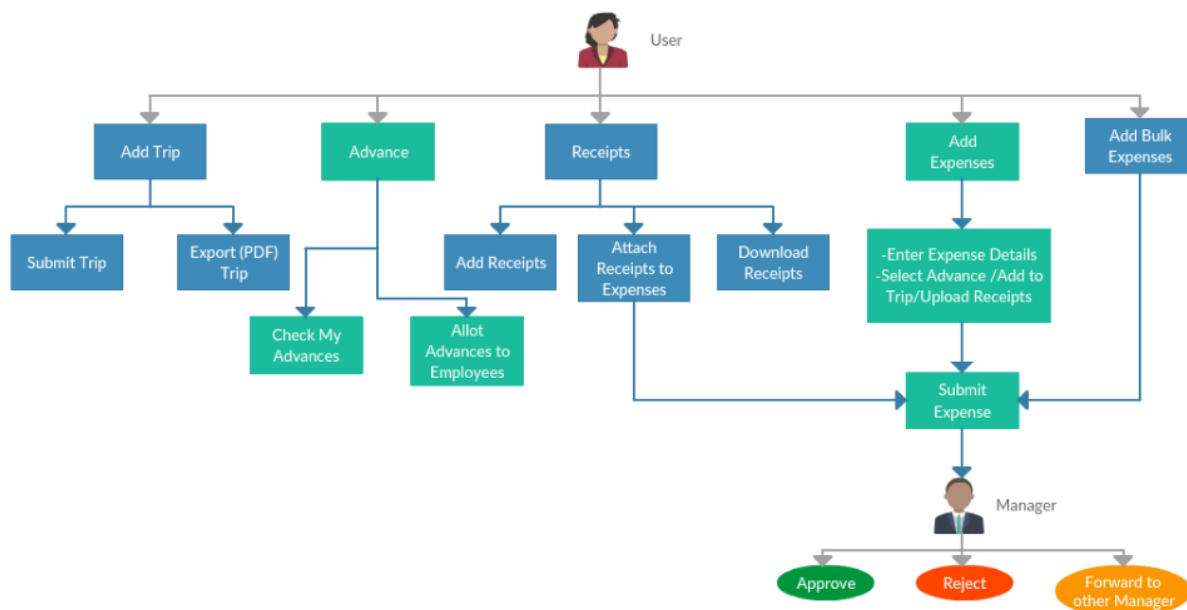 User
Add Trip
Advance
Receipts
Add
Expenses
Add Bulk
Expenses
Submit Trip
Export (PDF)
Trip
Add Receipts
Attach
Receipts to
Expenses
Download
Receipts
-Enter Expense Details
-Select Advance /Add to
Trip/Upload Receipts
Check My
Advances
Allot
Advances to
Employees
Submit
Expense
Manager
Approve
Reject
Forward to
other Manager